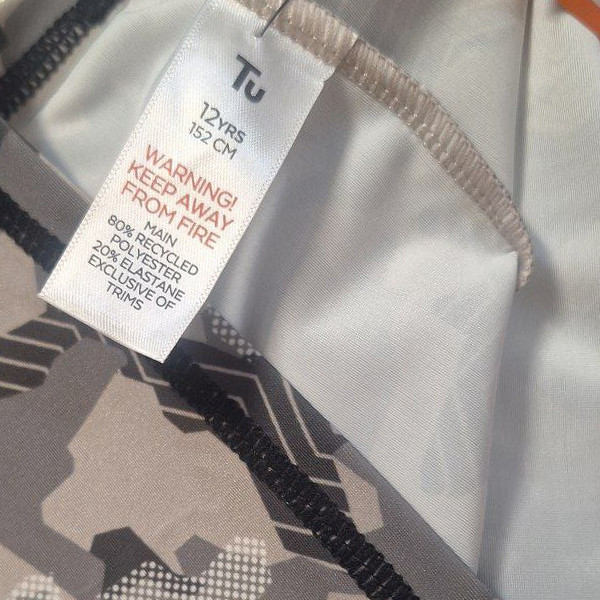 Tu
12YRS
152 CM
WARNING!
KEEP AWAY
FROM FIRE
MAIN
80% RECYCLED
POLYESTER
20% ELASTANE
EXCLUSIVE OF
TRIMS